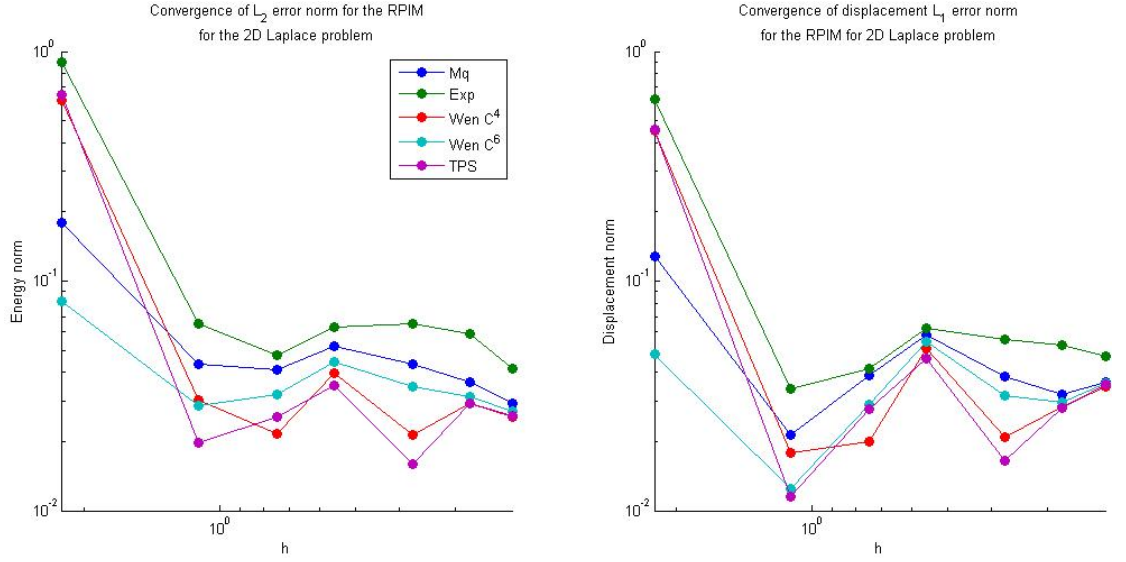 Convergence of L2 error norm for the RPIM
for the 2D Laplace problem
10^0
10^-1
10^-2
Energy norm
Mq
Exp
Wen C^4
Wen C^6
TPS
10^0
h
Convergence of displacement L1 error norm
for the RPIM for 2D Laplace problem
10^0
10^-1
10^-2
Displacement norm
10^0
h